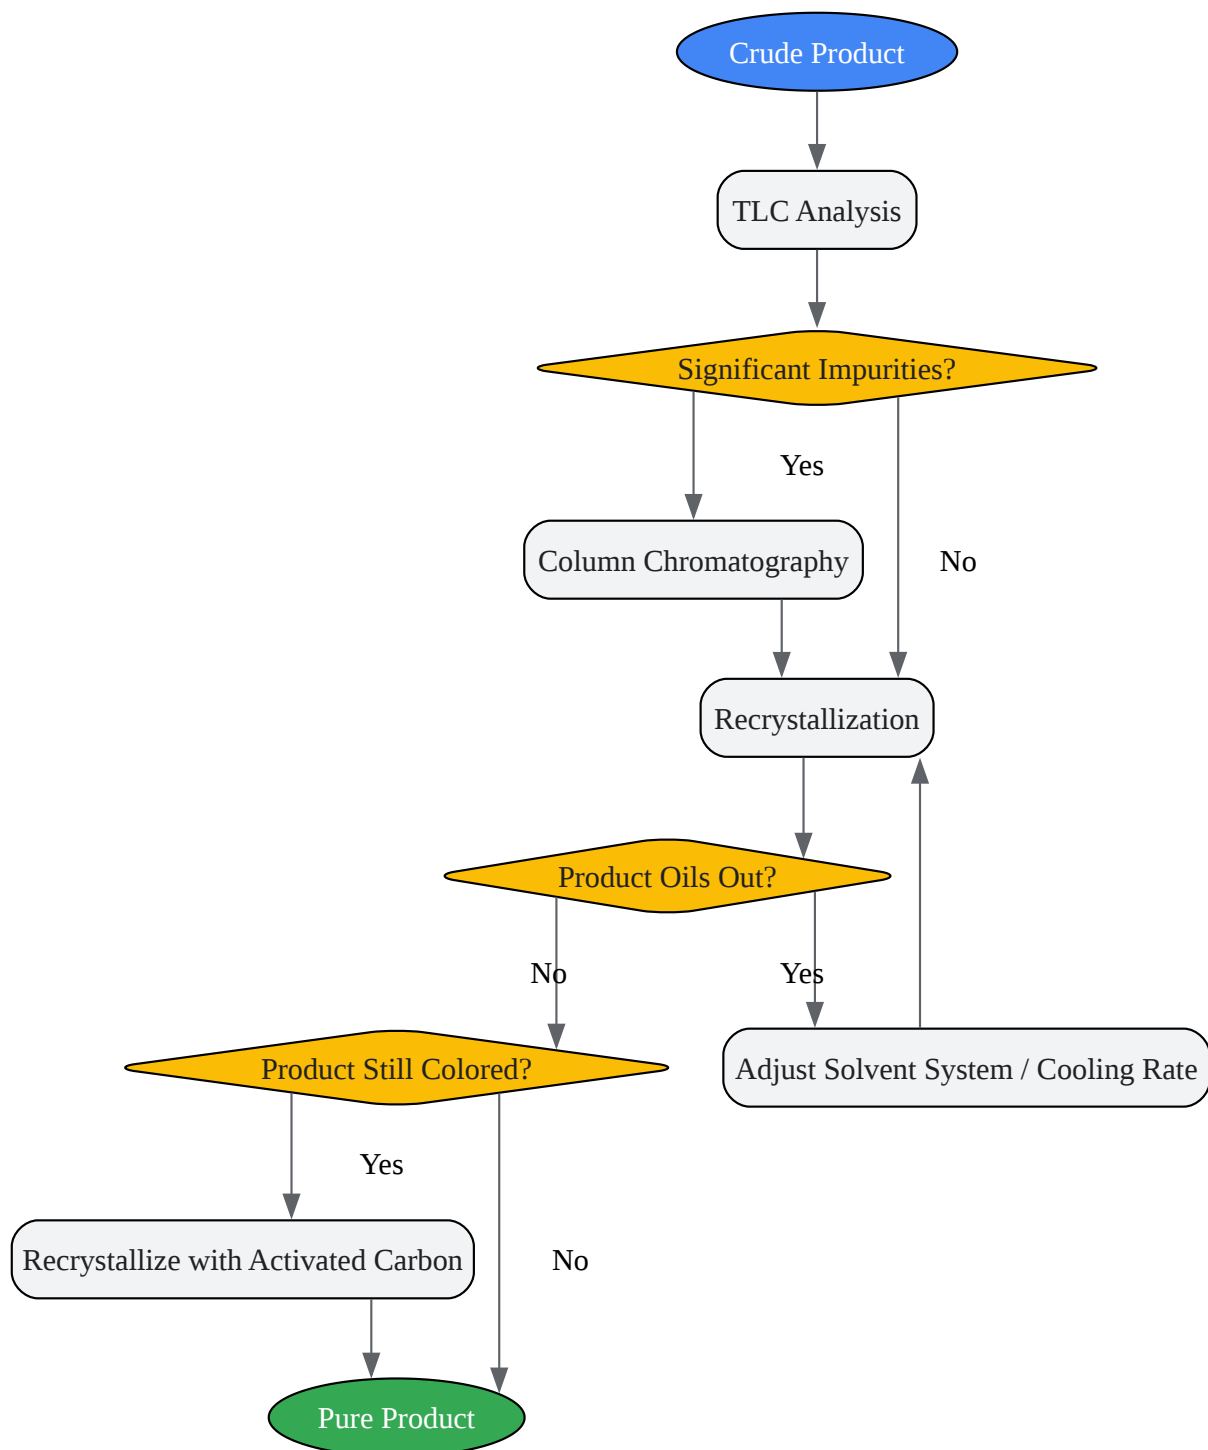 Crude Product
TLC Analysis
Significant Impurities?
Yes
Column Chromatography
No
Recrystallization
Product Oils Out?
No
Yes
Product Still Colored?
Adjust Solvent System / Cooling Rate
Yes
Recrystallize with Activated Carbon
No
Pure Product